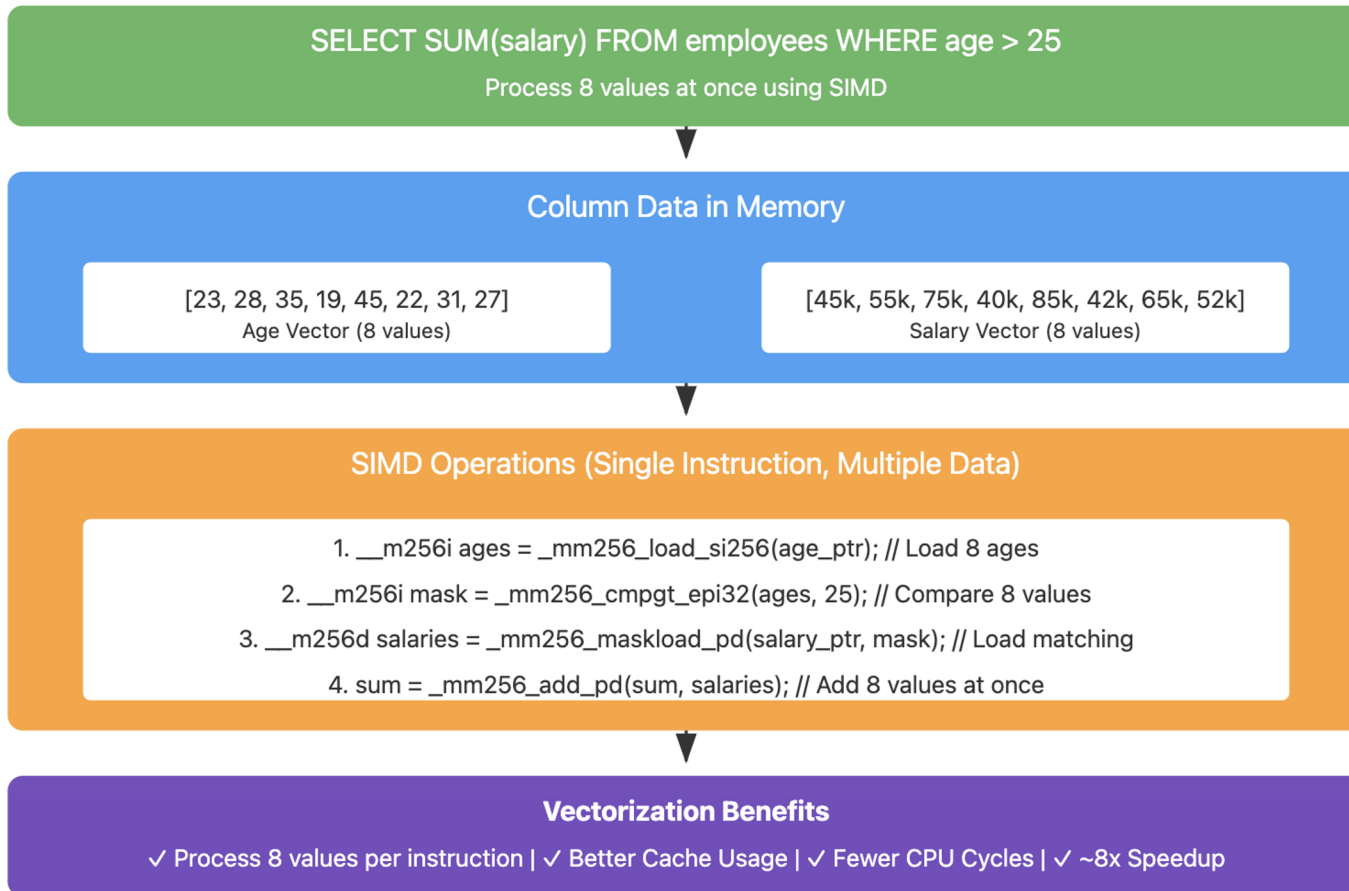 SELECT SUM(salary) FROM employees WHERE age > 25
Process 8 values at once using SIMD
Column Data in Memory
[23, 28, 35, 19, 45, 22, 31, 27]
Age Vector (8 values)
[45k, 55k, 75k, 40k, 85k, 42k, 65k, 52k]
Salary Vector (8 values)
SIMD Operations (Single Instruction, Multiple Data)
1. __m256i ages = _mm256_load_si256(age_ptr); // Load 8 ages
2. __m256i mask = _mm256_cmpgt_epi32(ages, 25); // Compare 8 values
3. __m256d salaries = _mm256_maskload_pd(salary_ptr, mask); // Load matching
4. sum = _mm256_add_pd(sum, salaries); // Add 8 values at once
Vectorization Benefits
✓ Process 8 values per instruction | ✓ Better Cache Usage | ✓ Fewer CPU Cycles | ✓ ~8x Speedup